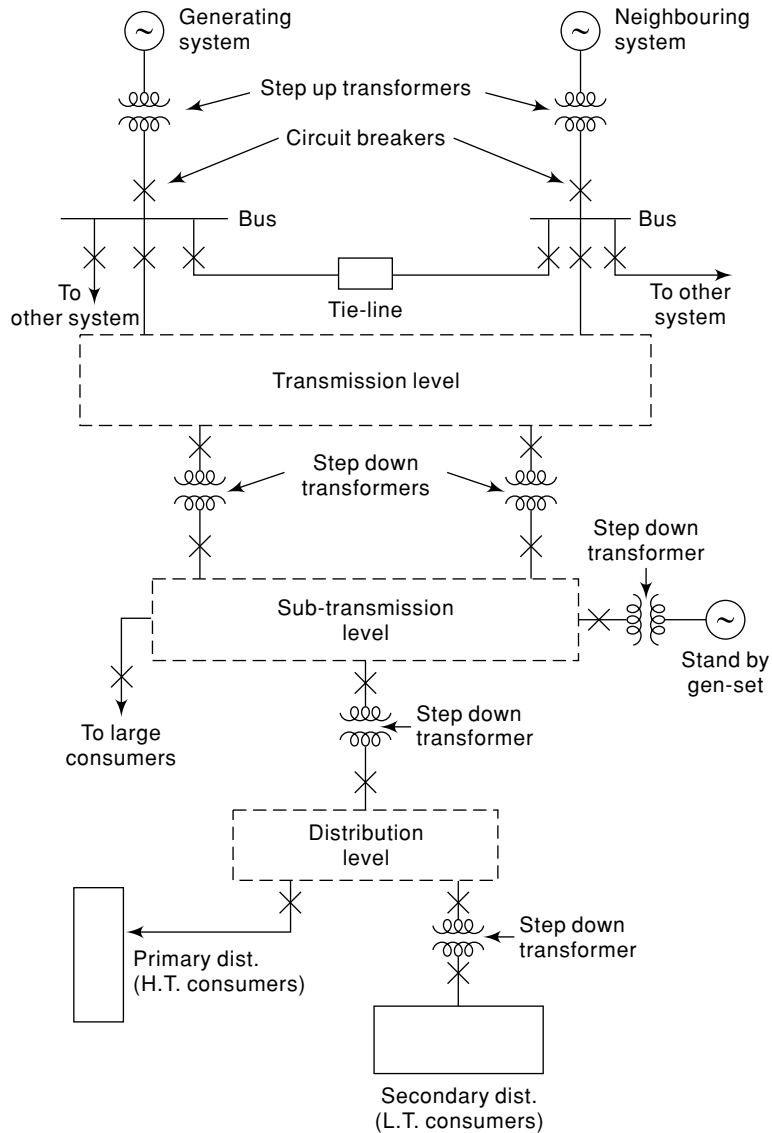 Generating
system
Neighbouring
system
~
~
Step up transformers
Circuit breakers
Bus
Bus
To
other system
Tie-line
To other
system
Transmission level
Step down
transformers
Step down
transformer
Sub-transmission
level
~
Stand by
gen-set
To large
consumers
Step down
transformer
Distribution
level
Primary dist.
(H.T. consumers)
Step down
transformer
Secondary dist.
(L.T. consumers)